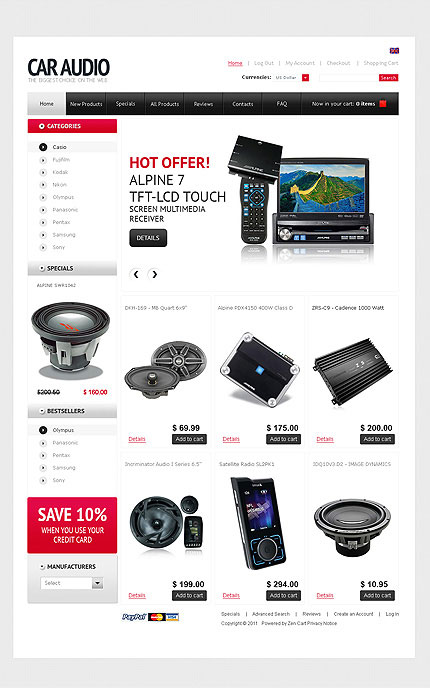 CAR AUDIO
THE BIGGEST CHOICE ON THE WEB
Home | Log Out | My Account | Checkout | Shopping Cart
Currencies: US Dollar Search
Home New Products Specials All Products Reviews Contacts FAQ Now in your cart: 0 items
CATEGORIES
Casio
Fujifilm
Kodak
Nikon
Olympus
Panasonic
Pentax
Samsung
Sony
HOT OFFER!
ALPINE 7
TFT-LCD TOUCH
SCREEN MULTIMEDIA
RECEIVER
DETAILS
SPECIALS
ALPINE SWR1042
$200.50 $ 160.00
BESTSELLERS
Olympus
Panasonic
Pentax
Samsung
Sony
SAVE 10%
WHEN YOU USE YOUR
CREDIT CARD
MANUFACTURERS
Select
DKH-169 - MB Quart 6x9"
$ 69.99
Details Add to cart
Alpine PDX4150 400W Class D
$ 175.00
Details Add to cart
ZRS-C9 - Cadence 1000 Watt
$ 200.00
Details Add to cart
Incriminator Audio I Series 6.5"
$ 199.00
Details Add to cart
Satellite Radio SL2PK1
$ 294.00
Details Add to cart
IDQ10V3.D2 - IMAGE DYNAMICS
$ 10.95
Details Add to cart
PayPal VISA
Specials | Advanced Search | Reviews | Create an Account | Log In
Copyright © 2011 Powered by Zen Cart Privacy Notice